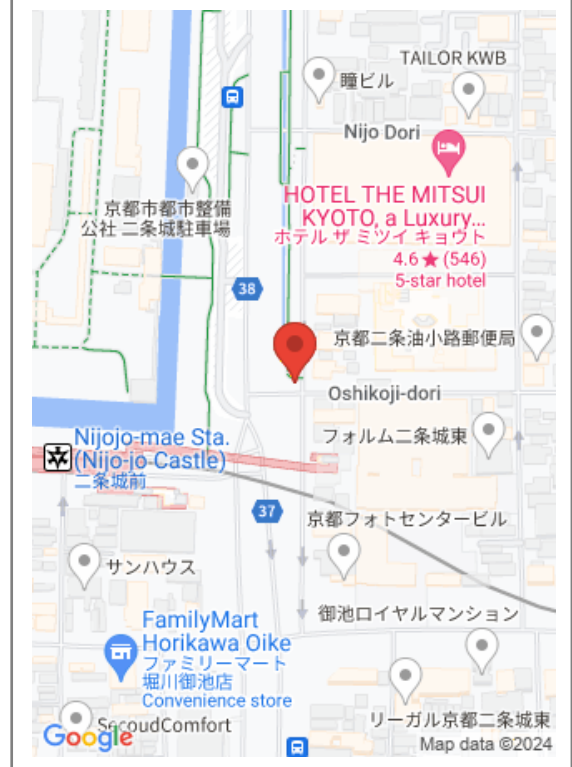 TAILOR KWB
瞳ビル
Nijo Dori
HOTEL THE MITSUI
KYOTO, a Luxury...
ホテル ザ ミツイ キョウト
4.6★(546)
5-star hotel
京都市都市整備
公社 二条城駐車場
38
京都二条油小路郵便局
Oshikoji-dori
フォルム二条城東
Nijojo-mae Sta.
(Nijo-jo Castle)
二条城前
37
京都フォトセンタービル
サンハウス
御池ロイヤルマンション
FamilyMart
Horikawa Oike
ファミリーマート
堀川御池店
Convenience store
SecoudComfort
リーガル京都二条城東
Google
Map data ©2024